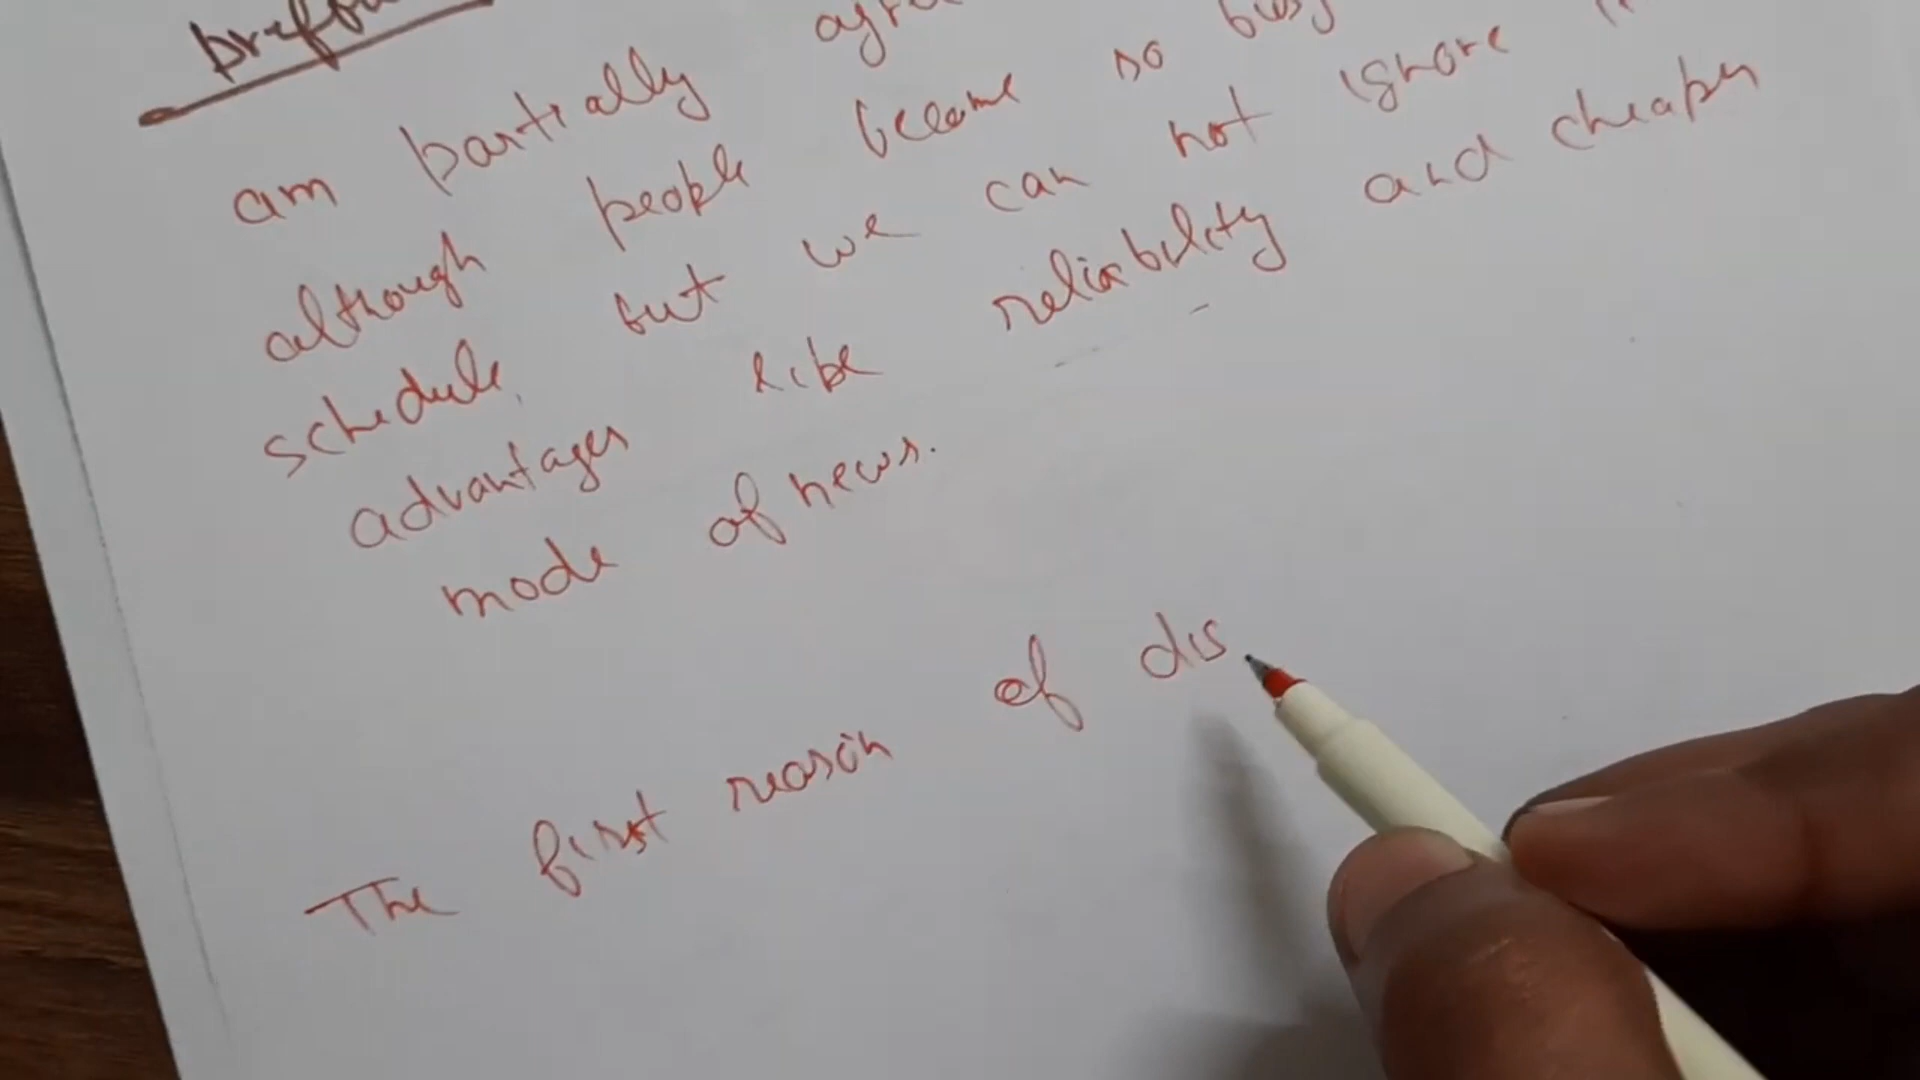 am partially
although people become so busy
schedule, but we can not ignore
advantages like reliability and cheaper
mode of news.
The first reason of dis